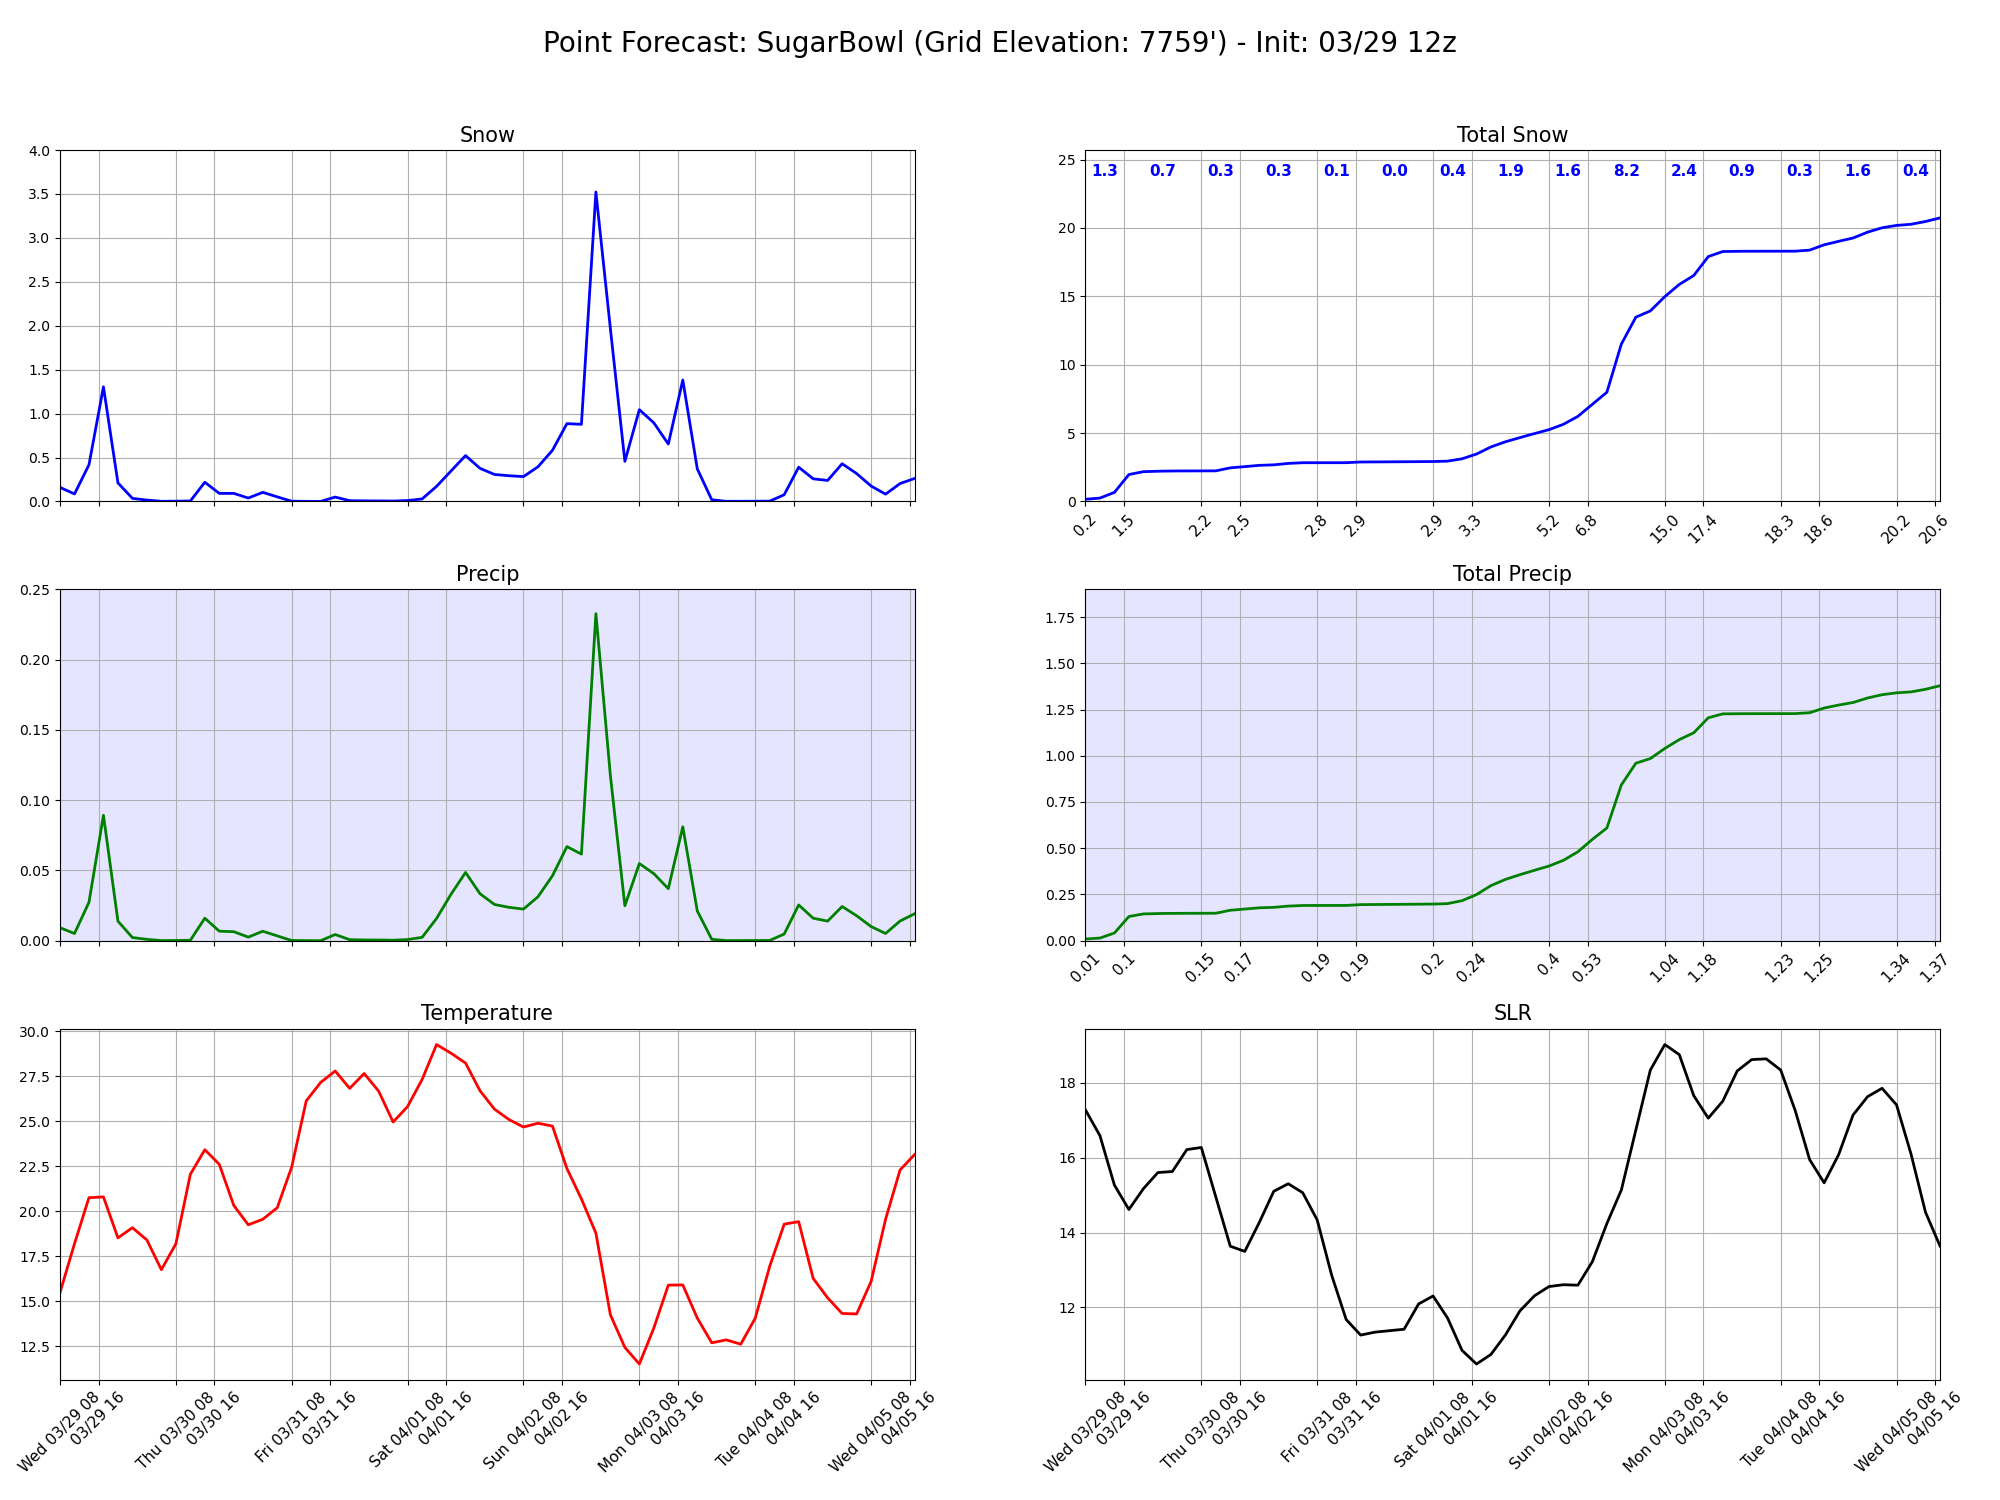 Point Forecast: SugarBowl (Grid Elevation: 7759') - Init: 03/29 12z
Snow
4.0
3.5
3.0
2.5
2.0
1.5
1.0
0.5
0.0
Total Snow
25
20
15
10
5
0
1.3 0.7 0.3 0.3 0.1 0.0 0.4 1.9 1.6 8.2 2.4 0.9 0.3 1.6 0.4
0.2 1.5 2.2 2.5 2.8 2.9 2.9 3.3 5.2 6.8 15.0 17.4 18.3 18.6 20.2 20.6
Precip
0.25
0.20
0.15
0.10
0.05
0.00
Total Precip
1.75
1.50
1.25
1.00
0.75
0.50
0.25
0.00
0.01 0.1 0.15 0.17 0.19 0.19 0.2 0.24 0.4 0.53 1.04 1.18 1.23 1.25 1.34 1.37
Temperature
30.0
27.5
25.0
22.5
20.0
17.5
15.0
12.5
Wed 03/29 08
03/29 16
Thu 03/30 08
03/30 16
Fri 03/31 08
03/31 16
Sat 04/01 08
04/01 16
Sun 04/02 08
04/02 16
Mon 04/03 08
04/03 16
Tue 04/04 08
04/04 16
Wed 04/05 08
04/05 16
SLR
18
16
14
12
Wed 03/29 08
03/29 16
Thu 03/30 08
03/30 16
Fri 03/31 08
03/31 16
Sat 04/01 08
04/01 16
Sun 04/02 08
04/02 16
Mon 04/03 08
04/03 16
Tue 04/04 08
04/04 16
Wed 04/05 08
04/05 16